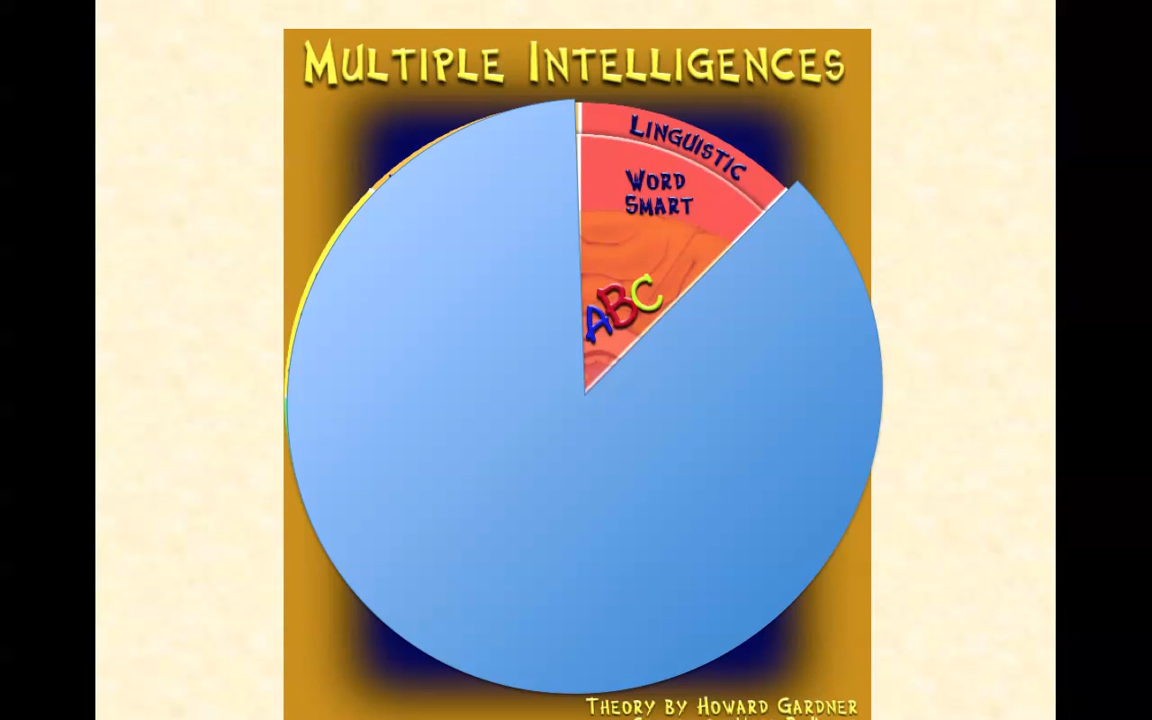 MULTIPLE INTELLIGENCES
LINGUISTIC
WORD
SMART
ABC
THEORY BY HOWARD GARDNER